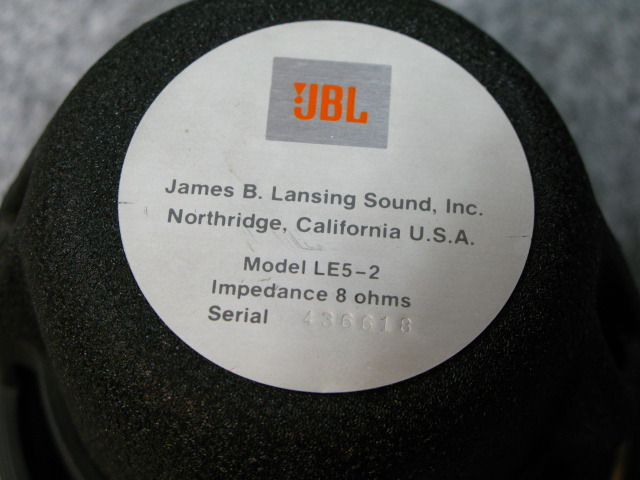 JBL
James B. Lansing Sound, Inc.
Northridge, California U.S.A.
Model LE5-2
Impedance 8 ohms
Serial 436618